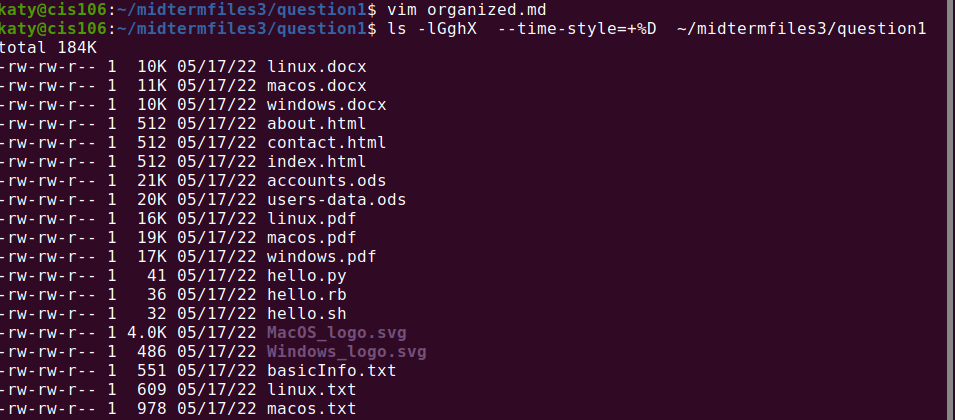 katy@cis106:~/midtermfiles3/question1$ vim organized.md
katy@cis106:~/midtermfiles3/question1$ ls -lGghX  --time-style=+%D  ~/midtermfiles3/question1
total 184K
-rw-rw-r-- 1  10K 05/17/22 linux.docx
-rw-rw-r-- 1  11K 05/17/22 macos.docx
-rw-rw-r-- 1  10K 05/17/22 windows.docx
-rw-rw-r-- 1  512 05/17/22 about.html
-rw-rw-r-- 1  512 05/17/22 contact.html
-rw-rw-r-- 1  512 05/17/22 index.html
-rw-rw-r-- 1  21K 05/17/22 accounts.ods
-rw-rw-r-- 1  20K 05/17/22 users-data.ods
-rw-rw-r-- 1  16K 05/17/22 linux.pdf
-rw-rw-r-- 1  19K 05/17/22 macos.pdf
-rw-rw-r-- 1  17K 05/17/22 windows.pdf
-rw-rw-r-- 1   41 05/17/22 hello.py
-rw-rw-r-- 1   36 05/17/22 hello.rb
-rw-rw-r-- 1   32 05/17/22 hello.sh
-rw-rw-r-- 1 4.0K 05/17/22 MacOS_logo.svg
-rw-rw-r-- 1  486 05/17/22 Windows_logo.svg
-rw-rw-r-- 1  551 05/17/22 basicInfo.txt
-rw-rw-r-- 1  609 05/17/22 linux.txt
-rw-rw-r-- 1  978 05/17/22 macos.txt